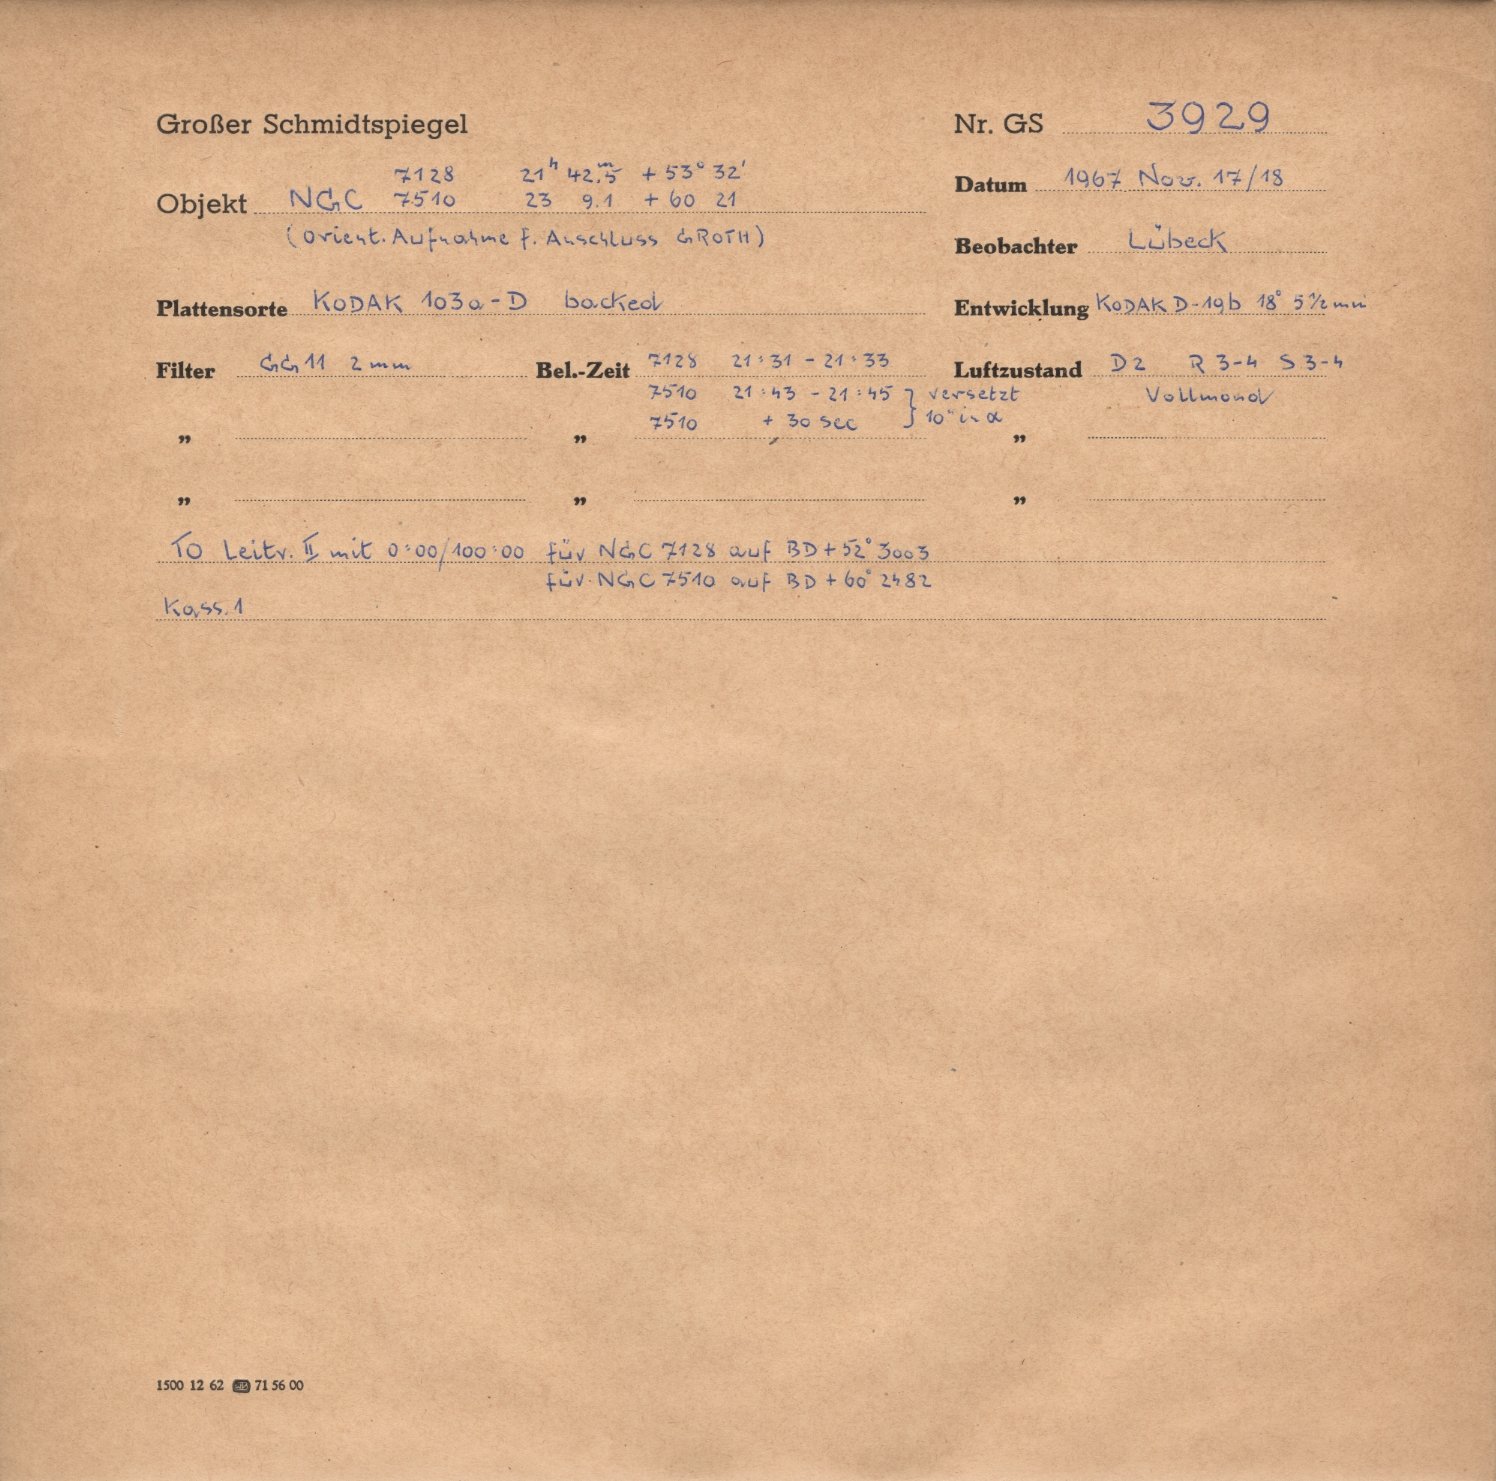 Großer Schmidtspiegel
Nr. GS 3929
7128 21ʰ 42.ᵐ5 + 53° 32'
Objekt NGC 7510 23 9.1 + 60 21
(Orient. Aufnahme f. Anschluss GROTH)
Datum 1967 Nov. 17/18
Beobachter Lübeck
Plattensorte KODAK 103a-D backed
Entwicklung KODAK D-19b 18° 5 1/2 min
Filter GG 11 2 mm
Bel.-Zeit 7128 21:31 - 21:33
7510 21:43 - 21:45 } versetzt
„ „ 7510 + 30 sec } 10" in α
Luftzustand D 2 R 3-4 S 3-4
Vollmond
„
„ „ „
TO Leitr. II mit 0:00/100:00 für NGC 7128 auf BD + 52° 3003
für NGC 7510 auf BD + 60° 2482
Kass. 1
1500 12 62 71 56 00